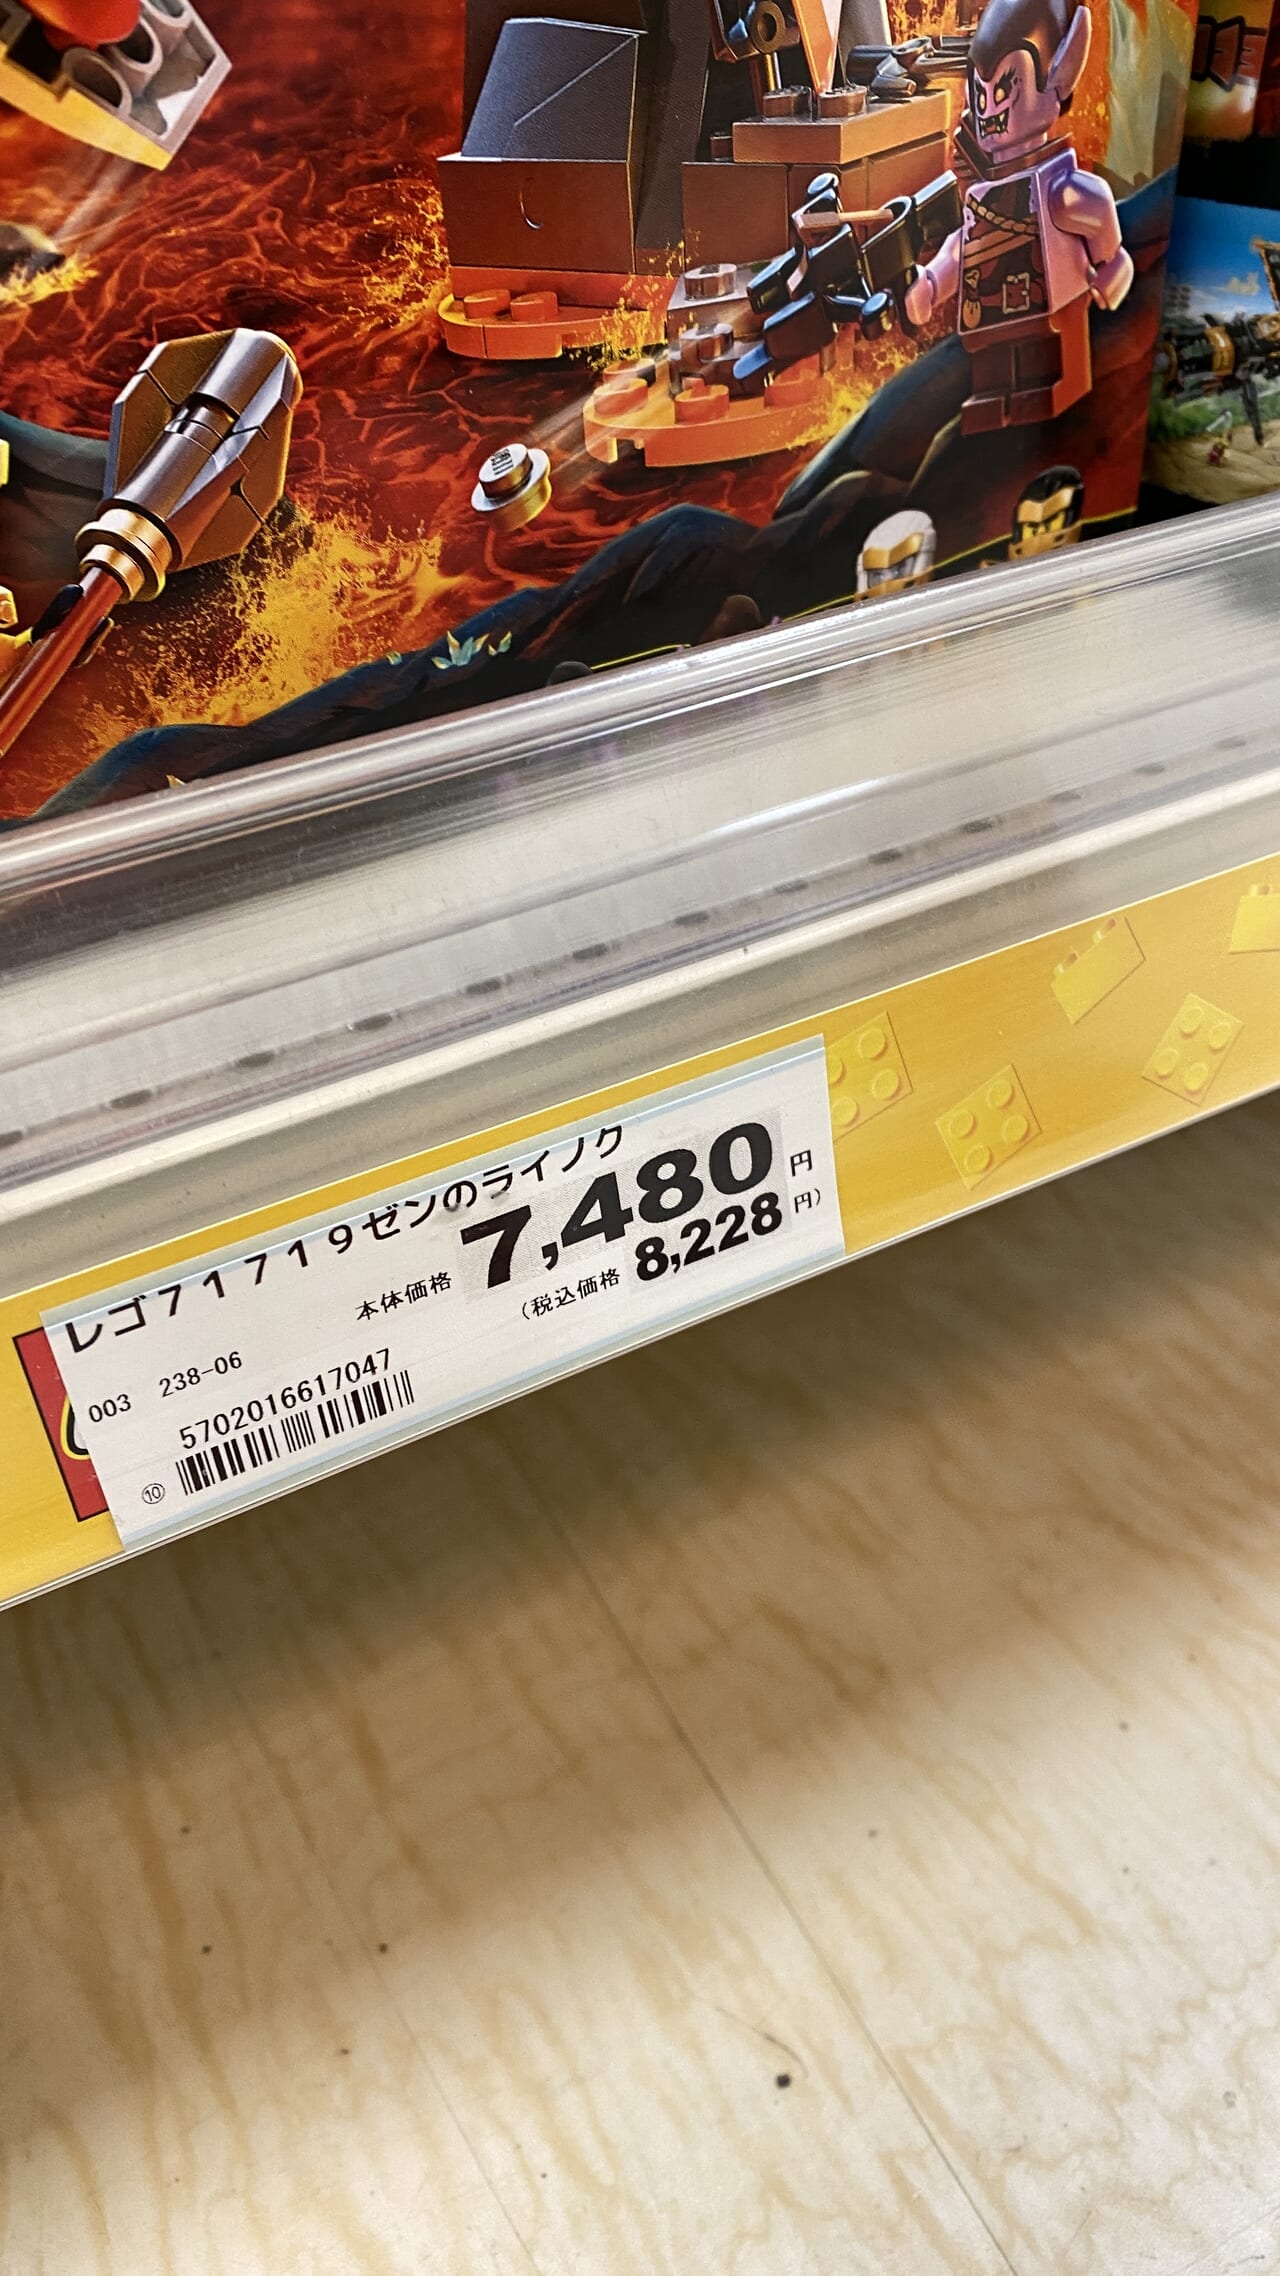 レゴ71719ゼンのライノク
本体価格 7,480円
(税込価格 8,228円)
003 238-06
5702016617047
⑩